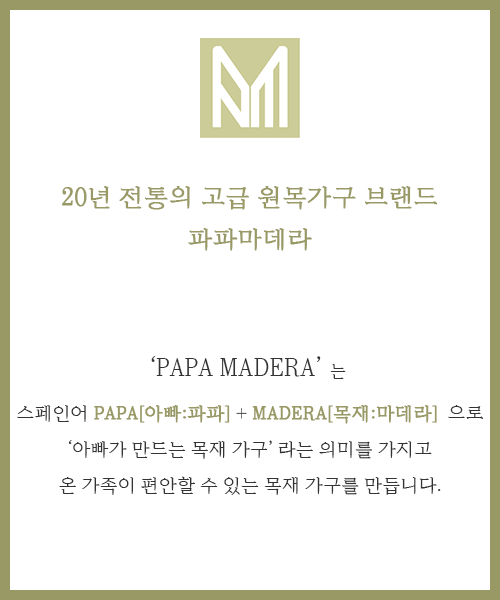 20년 전통의 고급 원목가구 브랜드
파파마데라
‘PAPA MADERA’ 는
스페인어 PAPA[아빠:파파] + MADERA[목재:마데라] 으로
‘아빠가 만드는 목재 가구’ 라는 의미를 가지고
온 가족이 편안할 수 있는 목재 가구를 만듭니다.